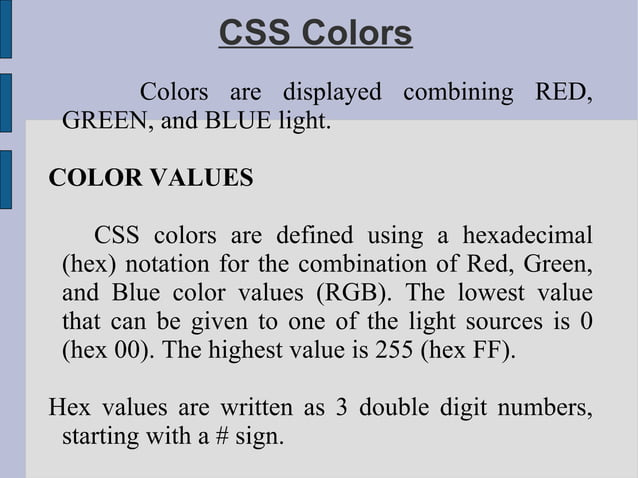 CSS Colors
Colors are displayed combining RED,
GREEN, and BLUE light.
COLOR VALUES
CSS colors are defined using a hexadecimal
(hex) notation for the combination of Red, Green,
and Blue color values (RGB). The lowest value
that can be given to one of the light sources is 0
(hex 00). The highest value is 255 (hex FF).
Hex values are written as 3 double digit numbers,
starting with a # sign.